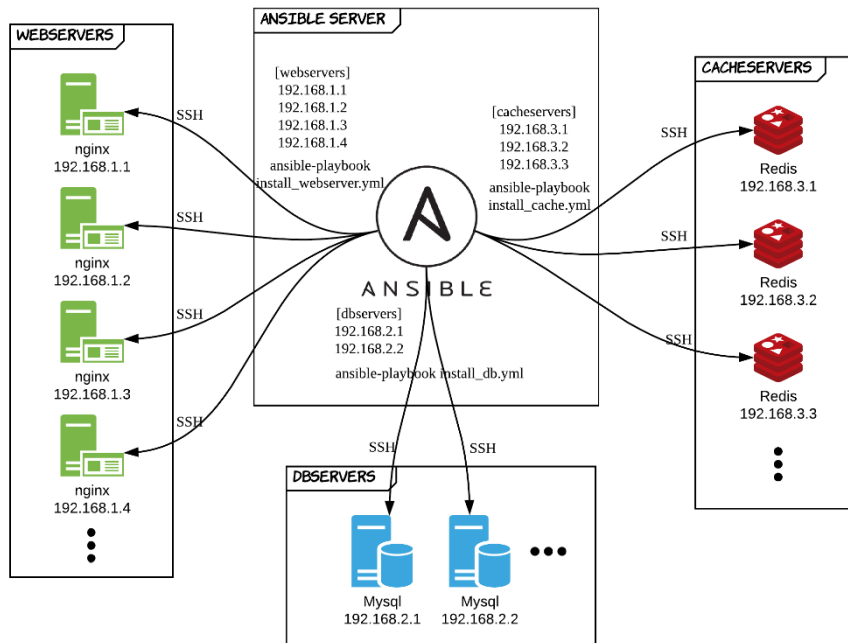 WEBSERVERS
nginx
192.168.1.1
nginx
192.168.1.2
nginx
192.168.1.3
nginx
192.168.1.4
SSH
SSH
SSH
SSH
ANSIBLE SERVER
[webservers]
192.168.1.1
192.168.1.2
192.168.1.3
192.168.1.4
ansible-playbook
install_webserver.yml
[cacheservers]
192.168.3.1
192.168.3.2
192.168.3.3
ansible-playbook
install_cache.yml
ANSIBLE
[dbservers]
192.168.2.1
192.168.2.2
ansible-playbook install_db.yml
SSH
SSH
SSH
CACHESERVERS
Redis
192.168.3.1
Redis
192.168.3.2
Redis
192.168.3.3
SSH
SSH
DBSERVERS
Mysql
192.168.2.1
Mysql
192.168.2.2